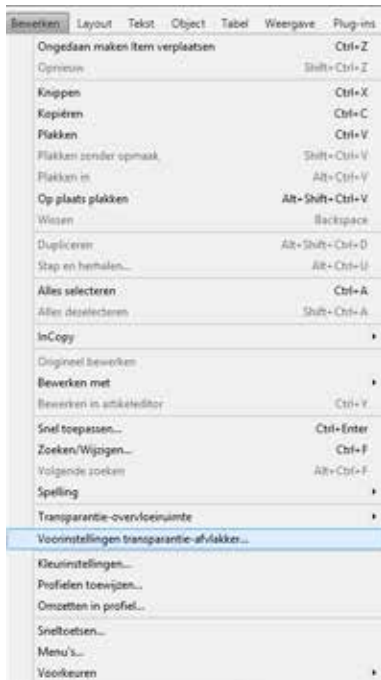 Bewerken Layout Tekst Object Tabel Weergave Plug-ins
Ongedaan maken Item verplaatsen Ctrl+Z
Opnieuw Shift+Ctrl+Z
Knippen Ctrl+X
Kopiëren Ctrl+C
Plakken Ctrl+V
Plakken zonder opmaak Shift+Ctrl+V
Plakken in Alt+Ctrl+V
Op plaats plakken Alt+Shift+Ctrl+V
Wissen Backspace
Dupliceren Alt+Shift+Ctrl+D
Stap en herhalen... Alt+Ctrl+U
Alles selecteren Ctrl+A
Alles deselecteren Shift+Ctrl+A
InCopy
Origineel bewerken
Bewerken met
Bewerken in artikeleditor Ctrl+Y
Snel toepassen... Ctrl+Enter
Zoeken/Wijzigen... Ctrl+F
Volgende zoeken Alt+Ctrl+F
Spelling
Transparantie-overvloeiruimte
Voorinstellingen transparantie-afvlakker...
Kleurinstellingen...
Profielen toewijzen...
Omzetten in profiel...
Sneltoetsen...
Menu's...
Voorkeuren